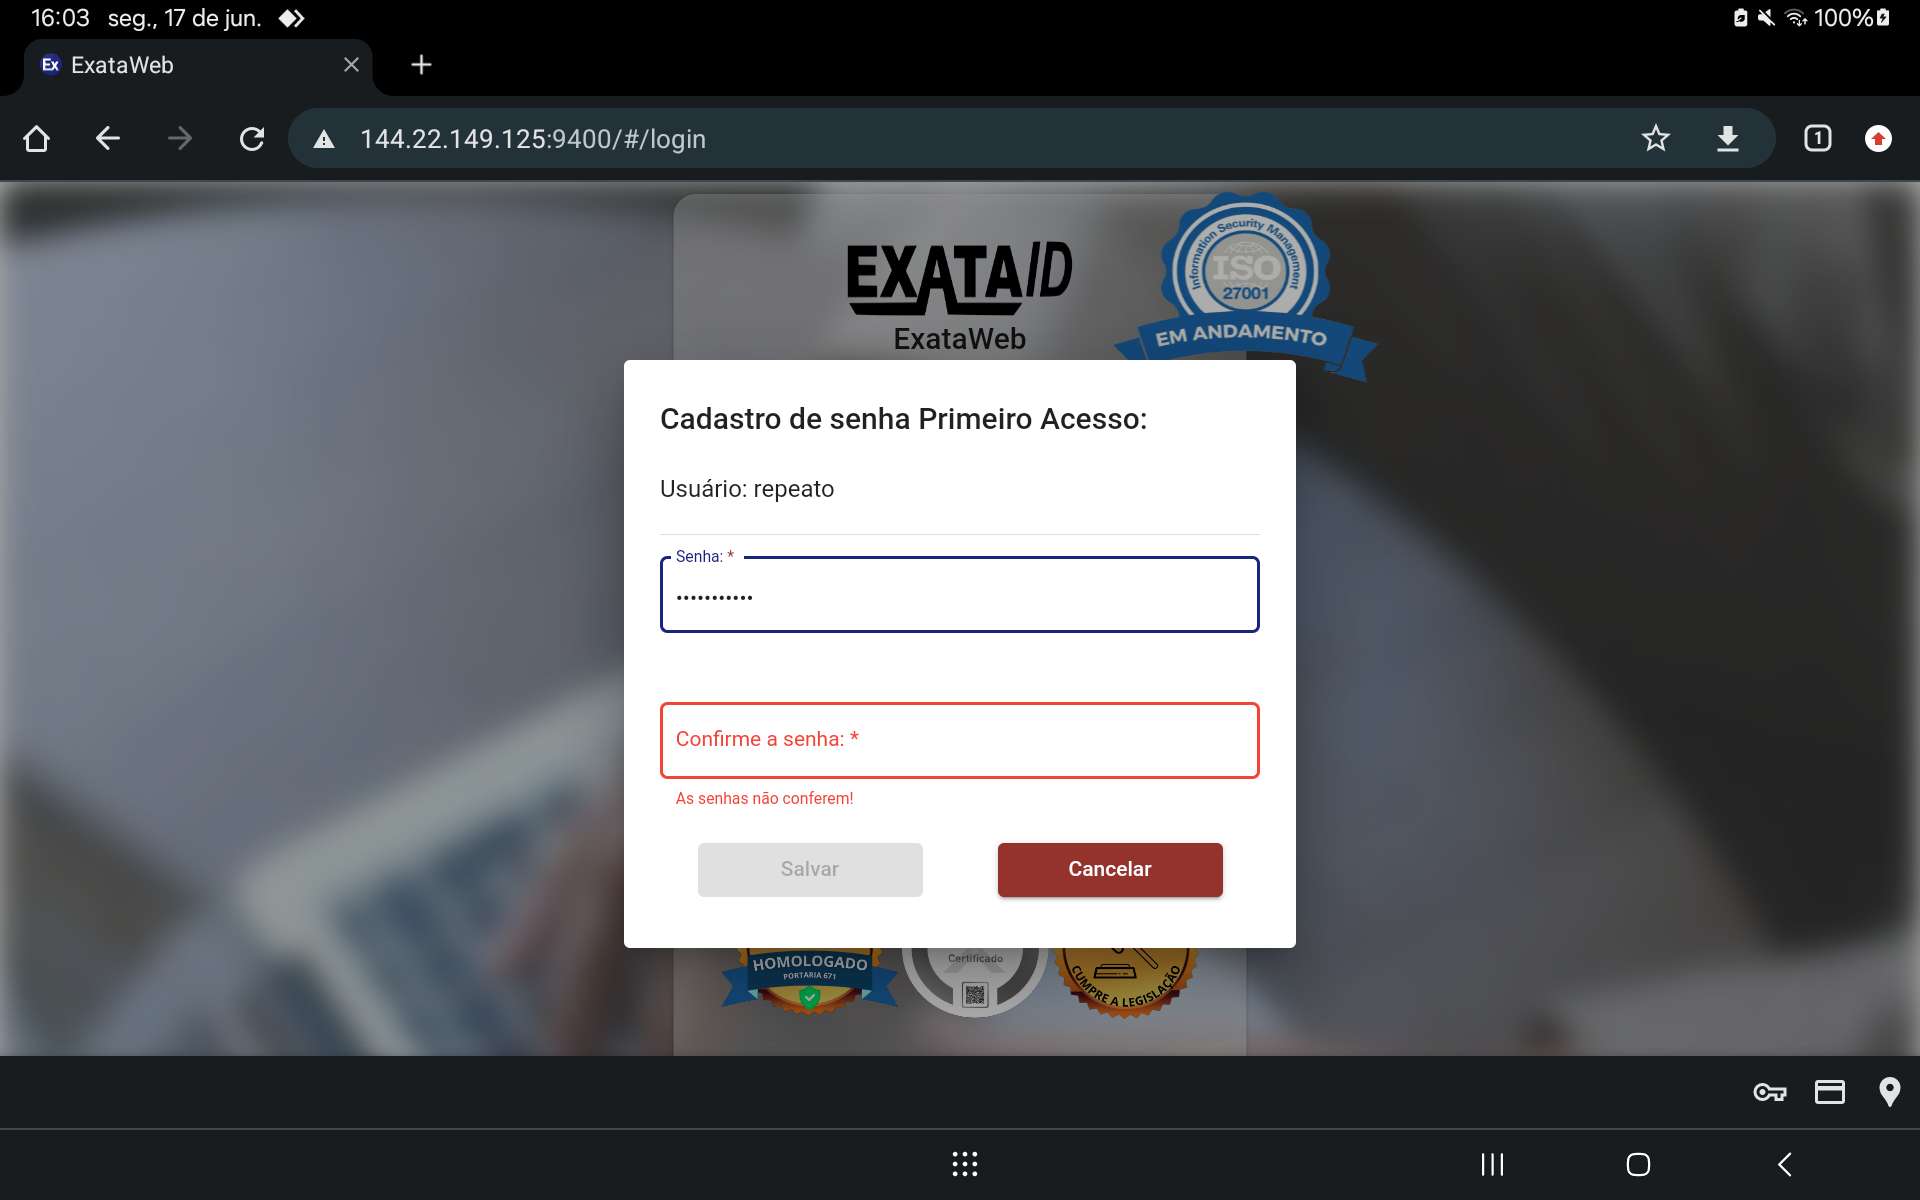 16:03 seg., 17 de jun. 100%
Ex ExataWeb
144.22.149.125:9400/#/login 1
EXATAID
ExataWeb
Information Security Management
ISO
27001
EM ANDAMENTO
Cadastro de senha Primeiro Acesso:
Usuário: repeato
Senha: *
•••••••••••
Confirme a senha: *
As senhas não conferem!
Salvar Cancelar
HOMOLOGADO
PORTARIA 671
Certificado
CUMPRE A LEGISLAÇÃO